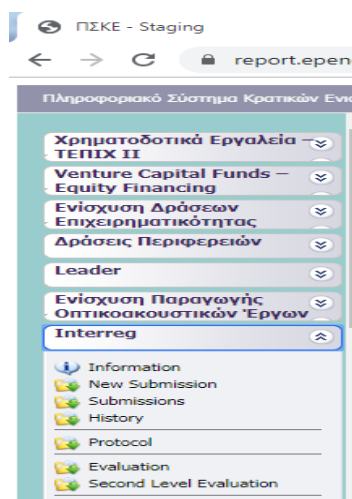 ΠΣΚΕ - Staging
report.epen
Πληροφοριακό Σύστημα Κρατικών Ενι
Χρηματοδοτικά Εργαλεία –
ΤΕΠΙΧ ΙΙ
Venture Capital Funds –
Equity Financing
Ενίσχυση Δράσεων
Επιχειρηματικότητας
Δράσεις Περιφερειών
Leader
Ενίσχυση Παραγωγής
Οπτικοακουστικών Έργων
Interreg
Information
New Submission
Submissions
History
Protocol
Evaluation
Second Level Evaluation